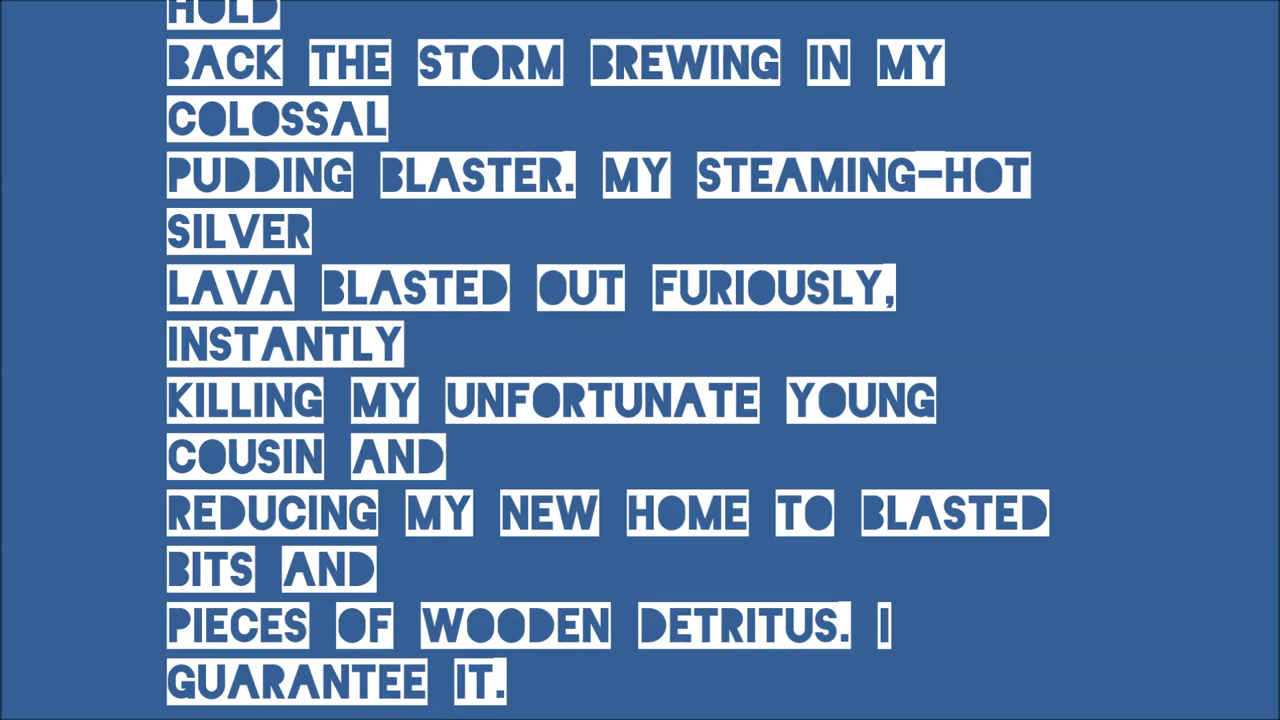 HOLD
BACK THE STORM BREWING IN MY
COLOSSAL
PUDDING BLASTER. MY STEAMING-HOT
SILVER
LAVA BLASTED OUT FURIOUSLY,
INSTANTLY
KILLING MY UNFORTUNATE YOUNG
COUSIN AND
REDUCING MY NEW HOME TO BLASTED
BITS AND
PIECES OF WOODEN DETRITUS. I
GUARANTEE IT.